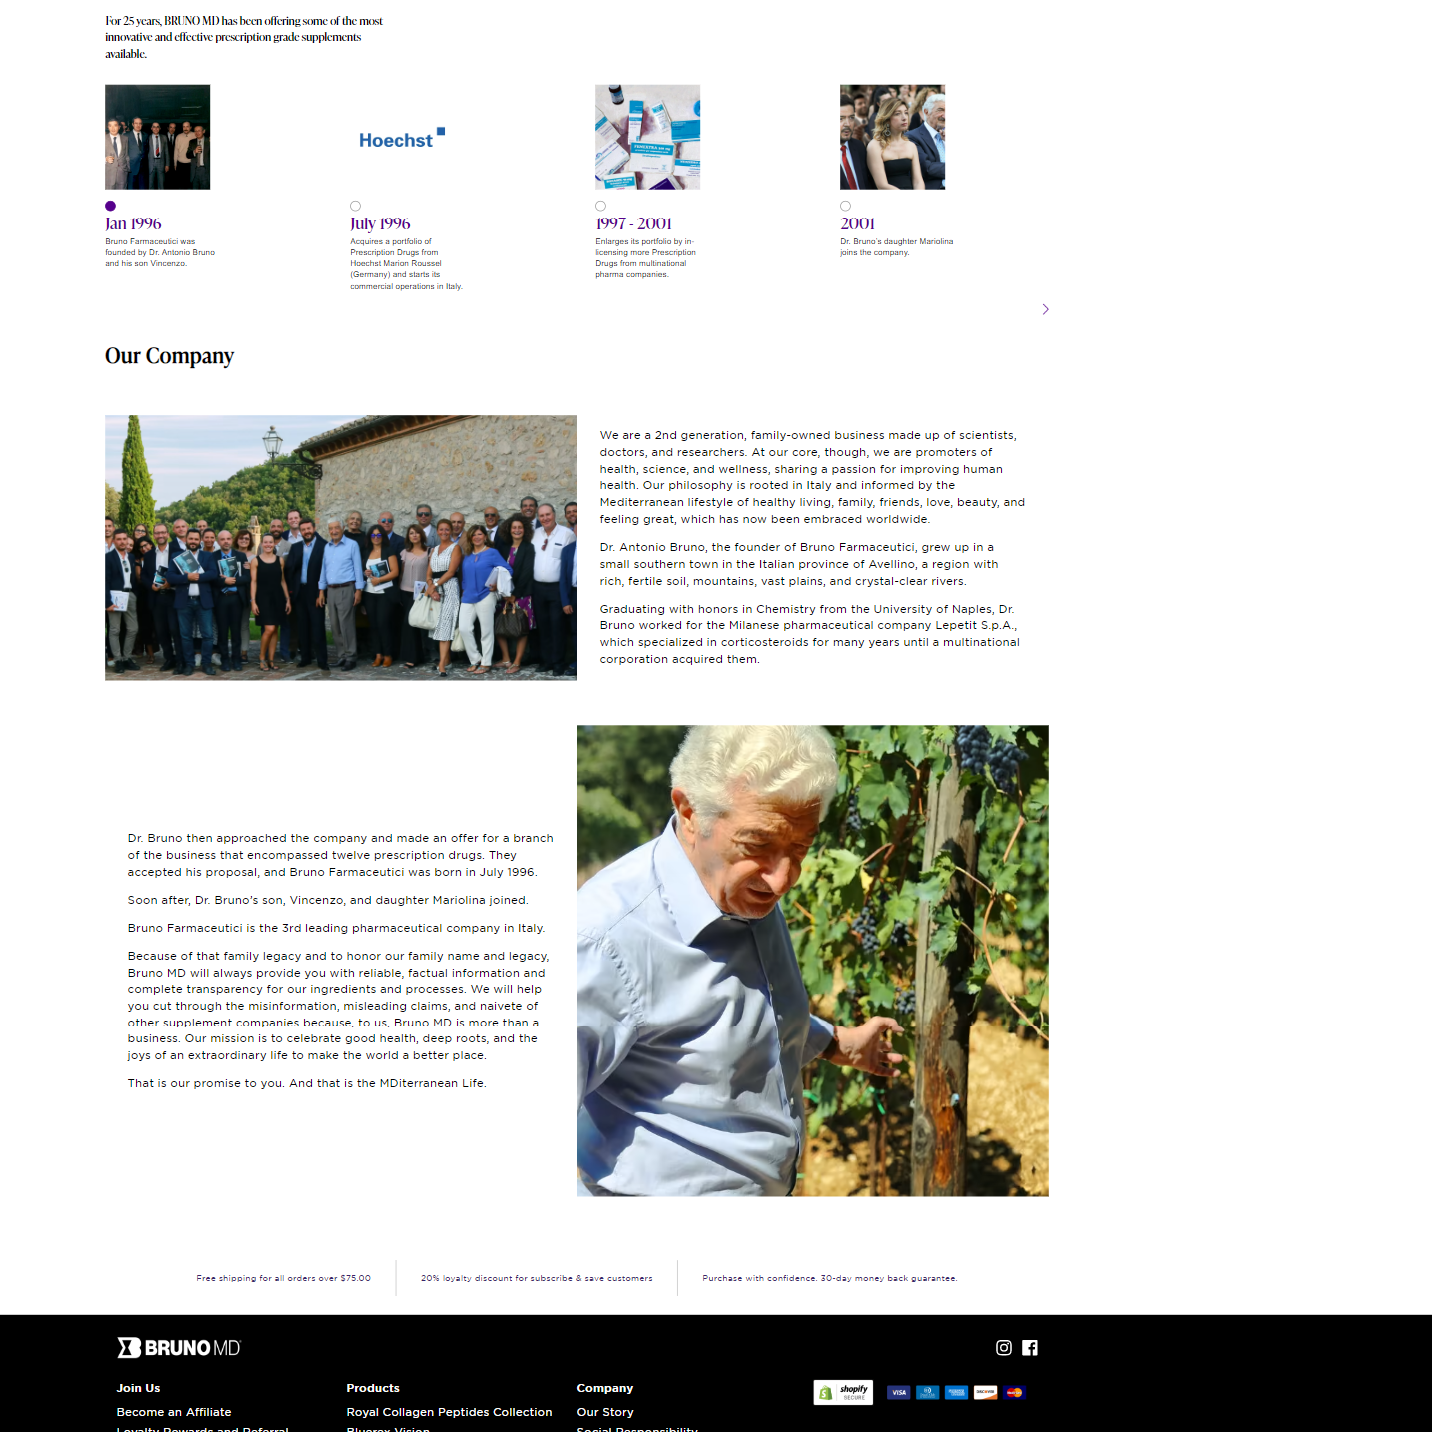 For 25 years, BRUNO MD has been offering some of the most
innovative and effective prescription grade supplements
available.
Hoechst
Jan 1996
Bruno Farmaceutici was
founded by Dr. Antonio Bruno
and his son Vincenzo.
July 1996
Acquires a portfolio of
Prescription Drugs from
Hoechst Marion Roussel
(Germany) and starts its
commercial operations in Italy.
1997 - 2001
Enlarges its portfolio by in-
licensing more Prescription
Drugs from multinational
pharma companies.
2001
Dr. Bruno's daughter Mariolina
joins the company.
Our Company
We are a 2nd generation, family-owned business made up of scientists,
doctors, and researchers. At our core, though, we are promoters of
health, science, and wellness, sharing a passion for improving human
health. Our philosophy is rooted in Italy and informed by the
Mediterranean lifestyle of healthy living, family, friends, love, beauty, and
feeling great, which has now been embraced worldwide.
Dr. Antonio Bruno, the founder of Bruno Farmaceutici, grew up in a
small southern town in the Italian province of Avellino, a region with
rich, fertile soil, mountains, vast plains, and crystal-clear rivers.
Graduating with honors in Chemistry from the University of Naples, Dr.
Bruno worked for the Milanese pharmaceutical company Lepetit S.p.A.,
which specialized in corticosteroids for many years until a multinational
corporation acquired them.
Dr. Bruno then approached the company and made an offer for a branch
of the business that encompassed twelve prescription drugs. They
accepted his proposal, and Bruno Farmaceutici was born in July 1996.
Soon after, Dr. Bruno's son, Vincenzo, and daughter Mariolina joined.
Bruno Farmaceutici is the 3rd leading pharmaceutical company in Italy.
Because of that family legacy and to honor our family name and legacy,
Bruno MD will always provide you with reliable, factual information and
complete transparency for our ingredients and processes. We will help
you cut through the misinformation, misleading claims, and naivete of
other supplement companies because, to us, Bruno MD is more than a
business. Our mission is to celebrate good health, deep roots, and the
joys of an extraordinary life to make the world a better place.
That is our promise to you. And that is the MDiterranean Life.
Free shipping for all orders over $75.00
20% loyalty discount for subscribe & save customers
Purchase with confidence. 30-day money back guarantee.
BRUNO MD
Join Us
Become an Affiliate
Loyalty Rewards and Referral
Products
Royal Collagen Peptides Collection
Bluerex Vision
Company
Our Story
Social Responsibility
shopify
SECURE
VISA
DISCOVER